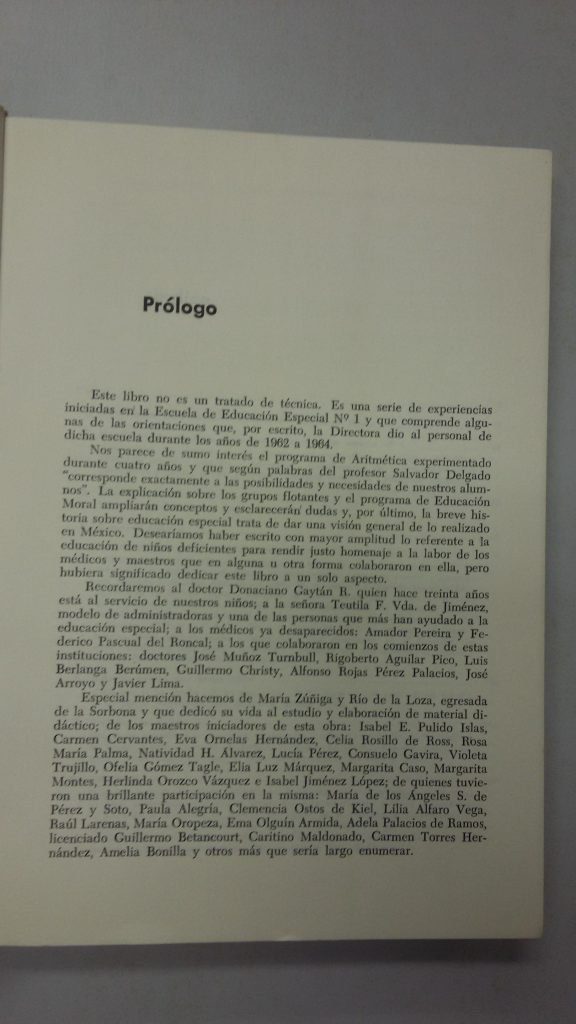 Prólogo
Este libro no es un tratado de técnica. Es una serie de experiencias
iniciadas en la Escuela de Educación Especial Nº 1 y que comprende algu-
nas de las orientaciones que, por escrito, la Directora dio al personal de
dicha escuela durante los años de 1962 a 1964.
Nos parece de sumo interés el programa de Aritmética experimentado
durante cuatro años y que según palabras del profesor Salvador Delgado
"corresponde exactamente a las posibilidades y necesidades de nuestros alum-
nos". La explicación sobre los grupos flotantes y el programa de Educación
Moral ampliarán conceptos y esclarecerán dudas y, por último, la breve his-
toria sobre educación especial trata de dar una visión general de lo realizado
en México. Desearíamos haber escrito con mayor amplitud lo referente a la
educación de niños deficientes para rendir justo homenaje a la labor de los
médicos y maestros que en alguna u otra forma colaboraron en ella, pero
hubiera significado dedicar este libro a un solo aspecto.
Recordaremos al doctor Donaciano Gaytán R. quien hace treinta años
está al servicio de nuestros niños; a la señora Teutila F. Vda. de Jiménez,
modelo de administradoras y una de las personas que más han ayudado a la
educación especial; a los médicos ya desaparecidos: Amador Pereira y Fe-
derico Pascual del Roncal; a los que colaboraron en los comienzos de estas
instituciones: doctores José Muñoz Turnbull, Rigoberto Aguilar Pico, Luis
Berlanga Berúmen, Guillermo Christy, Alfonso Rojas Pérez Palacios, José
Arroyo y Javier Lima.
Especial mención hacemos de María Zúñiga y Río de la Loza, egresada
de la Sorbona y que dedicó su vida al estudio y elaboración de material di-
dáctico; de los maestros iniciadores de esta obra: Isabel E. Pulido Islas,
Carmen Cervantes, Eva Ornelas Hernández, Celia Rosillo de Ross, Rosa
María Palma, Natividad H. Álvarez, Lucía Pérez, Consuelo Gavira, Violeta
Trujillo, Ofelia Gómez Tagle, Elia Luz Márquez, Margarita Caso, Margarita
Montes, Herlinda Orozco Vázquez e Isabel Jiménez López; de quienes tuvie-
ron una brillante participación en la misma: María de los Ángeles S. de
Pérez y Soto, Paula Alegría, Clemencia Ostos de Kiel, Lilia Alfaro Vega,
Raúl Larenas, María Oropeza, Ema Olguín Armida, Adela Palacios de Ramos,
licenciado Guillermo Betancourt, Caritino Maldonado, Carmen Torres Her-
nández, Amelia Bonilla y otros más que sería largo enumerar.